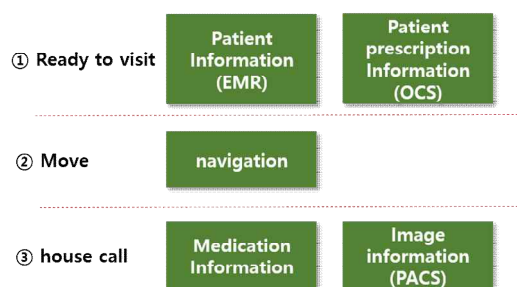 ① Ready to visit
Patient
Information
(EMR)
Patient
prescription
Information
(OCS)
② Move
navigation
③ house call
Medication
Information
Image
information
(PACS)